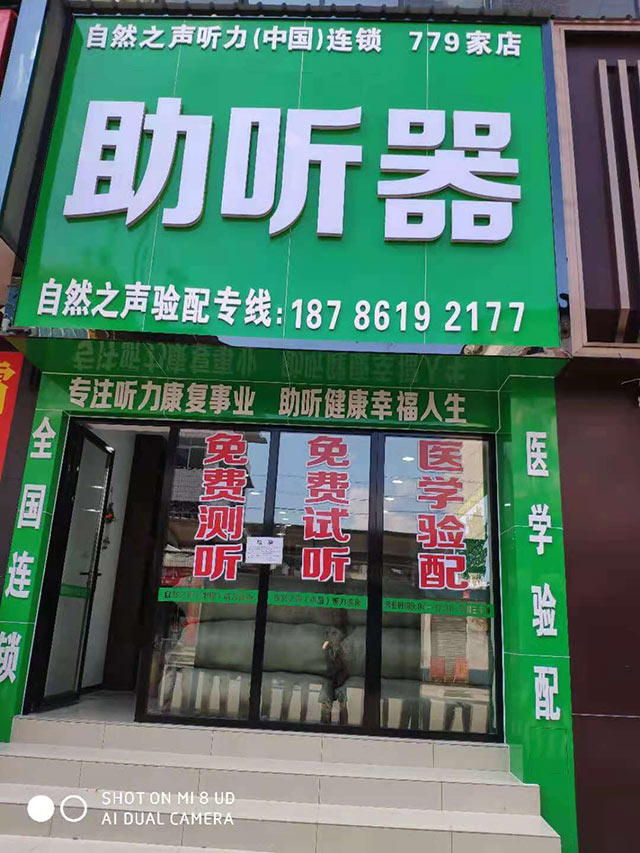 自然之声听力(中国)连锁 779家店
助听器
自然之声验配专线:187 8619 2177
专注听力康复事业 助听健康幸福人生
全国连锁
免费测听
免费试听
医学验配
医学验配
SHOT ON MI 8 UD
AI DUAL CAMERA